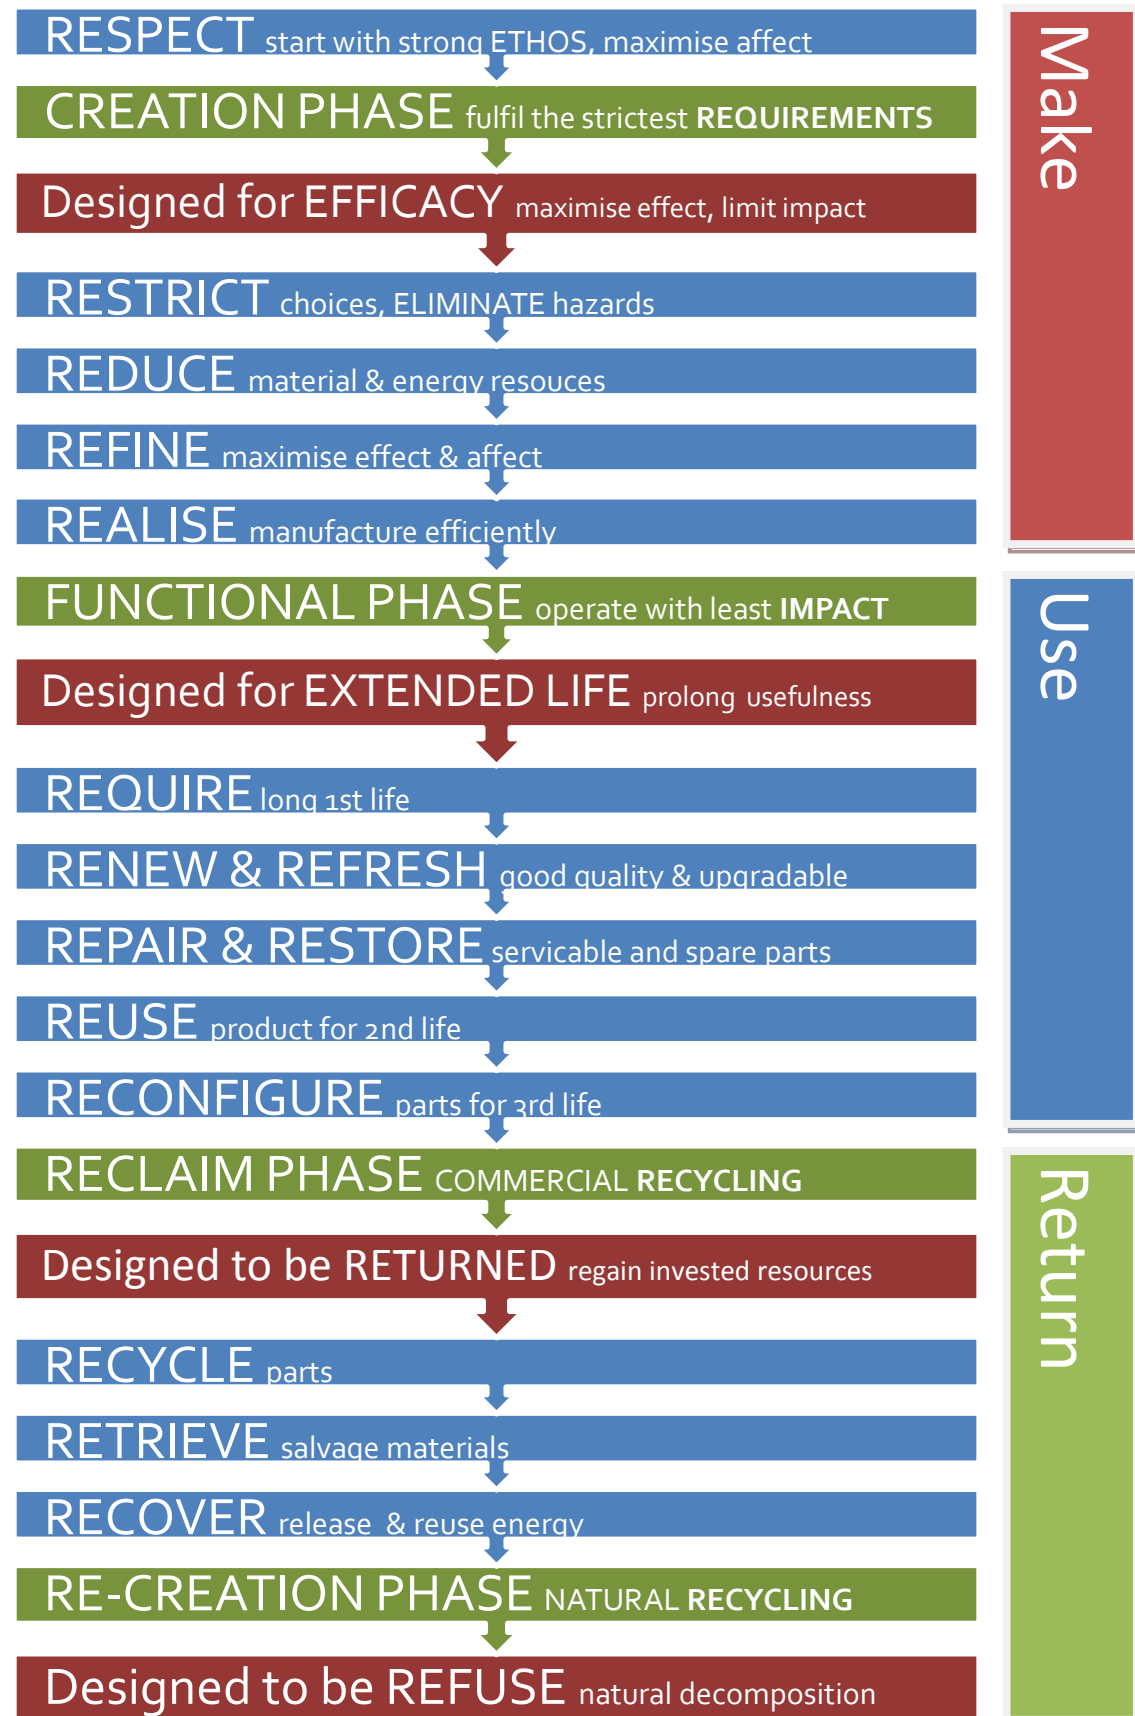 RESPECT start with strong ETHOS, maximise affect
CREATION PHASE fulfil the strictest REQUIREMENTS
Designed for EFFICACY maximise effect, limit impact
RESTRICT choices, ELIMINATE hazards
REDUCE material & energy resouces
REFINE maximise effect & affect
REALISE manufacture efficiently
Make
FUNCTIONAL PHASE operate with least IMPACT
Designed for EXTENDED LIFE prolong usefulness
REQUIRE long 1st life
RENEW & REFRESH good quality & upgradable
REPAIR & RESTORE servicable and spare parts
REUSE product for 2nd life
RECONFIGURE parts for 3rd life
Use
RECLAIM PHASE COMMERCIAL RECYCLING
Designed to be RETURNED regain invested resources
RECYCLE parts
RETRIEVE salvage materials
RECOVER release & reuse energy
RE-CREATION PHASE NATURAL RECYCLING
Designed to be REFUSE natural decomposition
Return